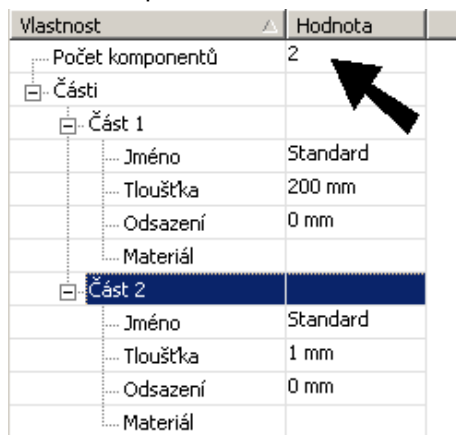 Vlastnost Hodnota
Počet komponentů 2
Části
Část 1
Jméno Standard
Tloušťka 200 mm
Odsazení 0 mm
Materiál
Část 2
Jméno Standard
Tloušťka 1 mm
Odsazení 0 mm
Materiál